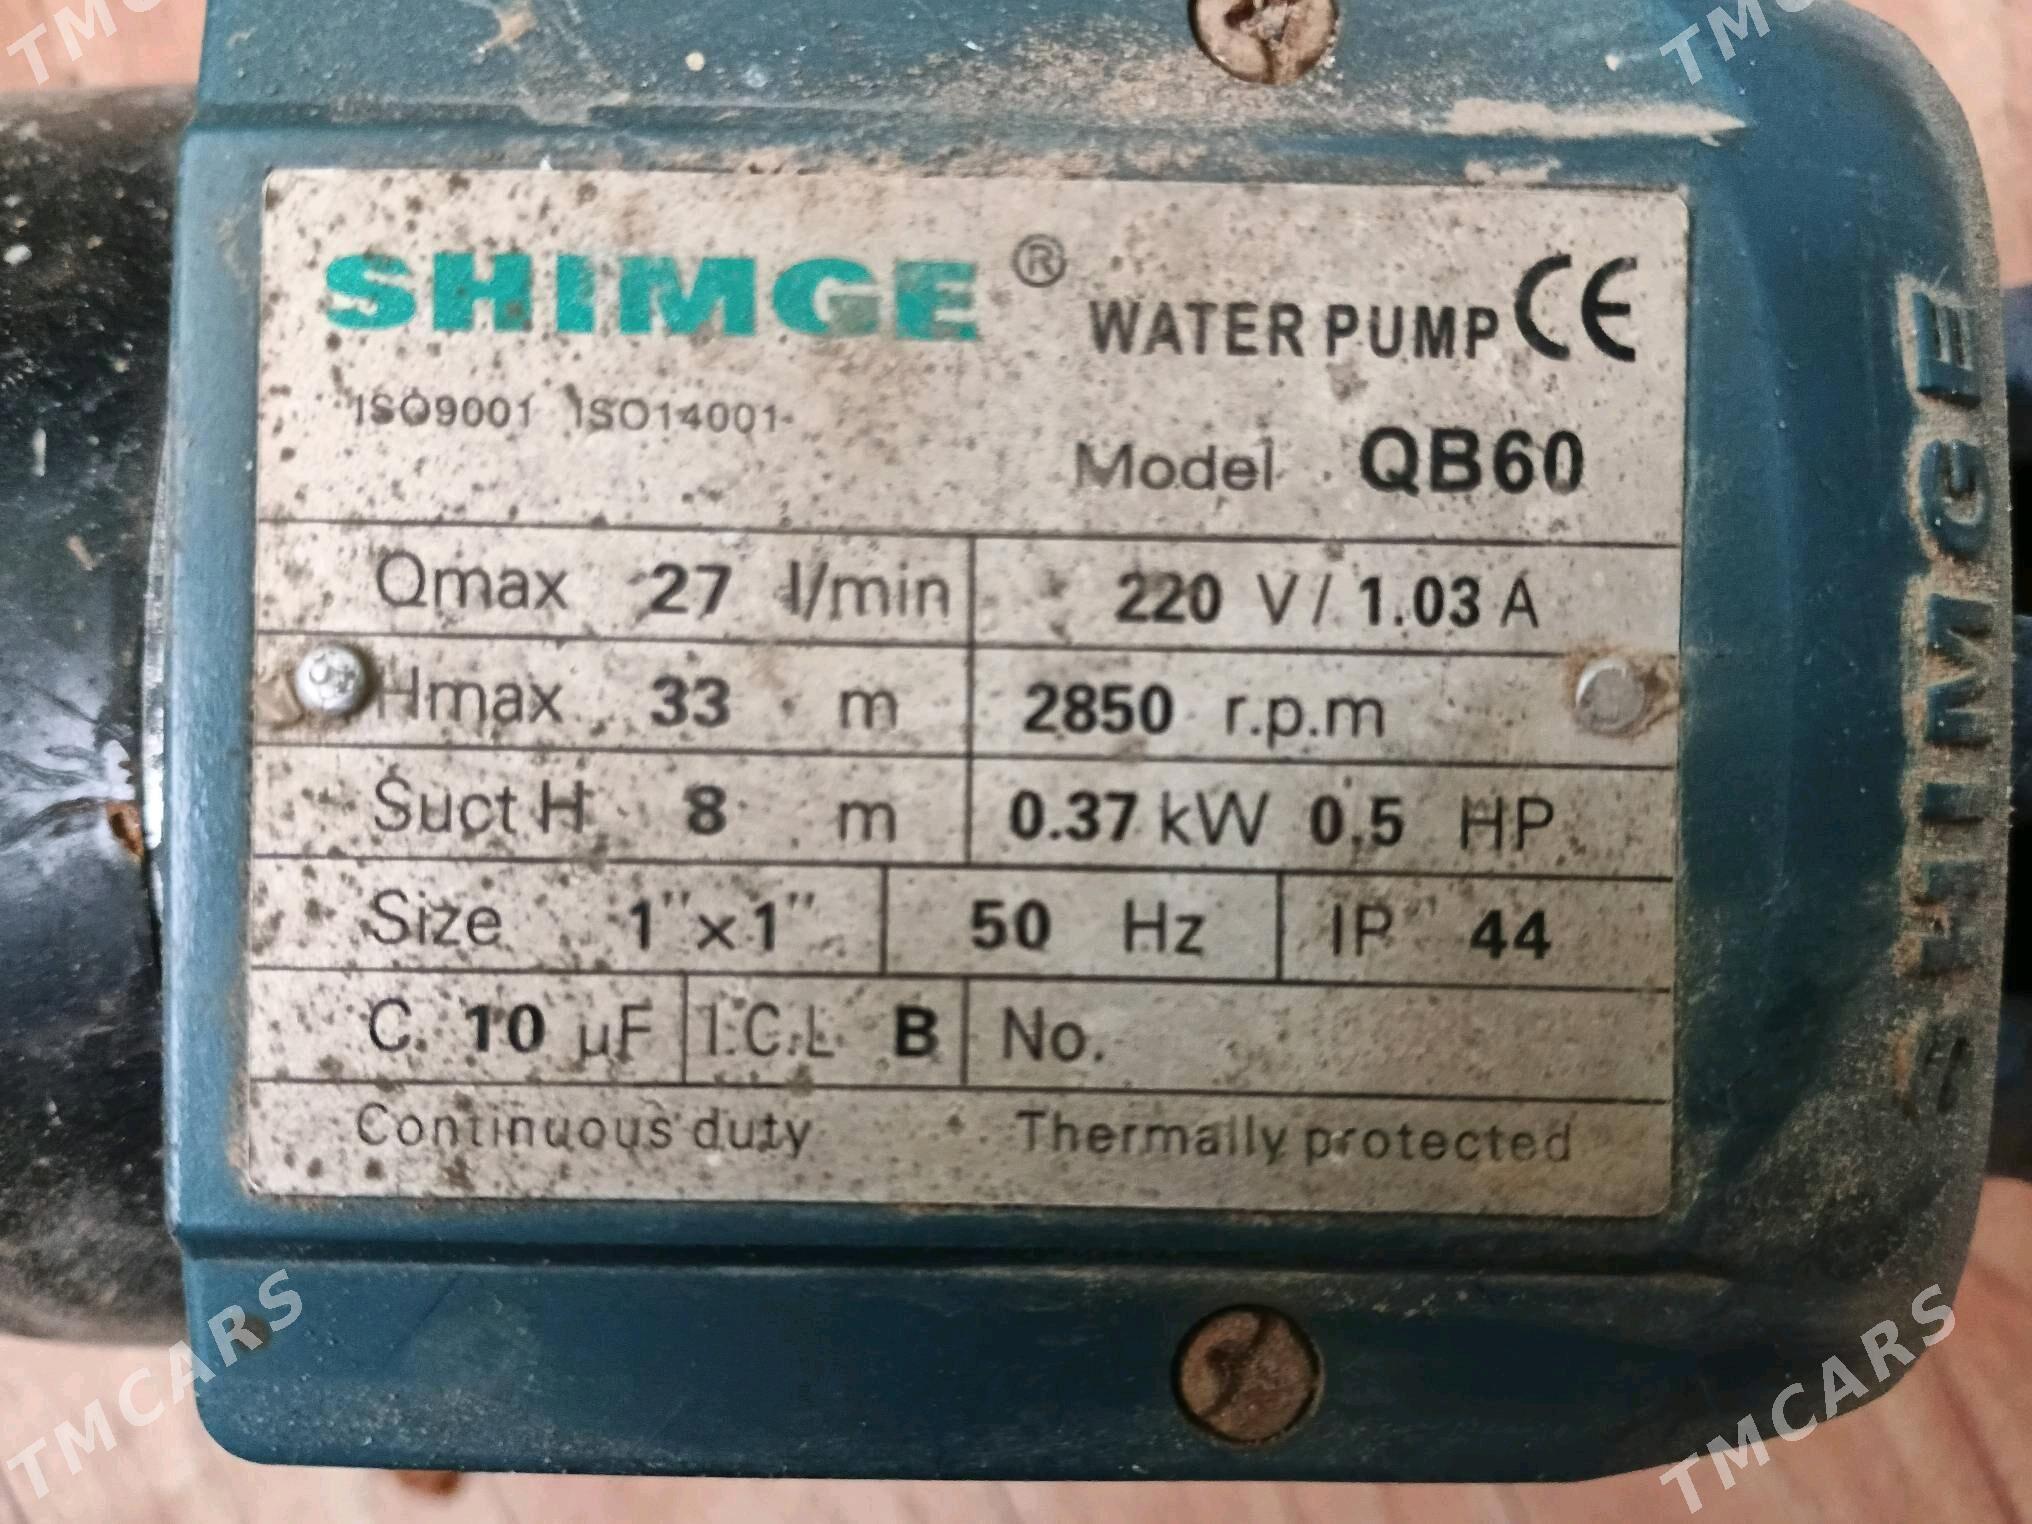 SHIMGE ® WATER PUMP CE
ISO9001 ISO14001
Model QB60
Qmax 27 l/min 220 V / 1.03 A
Hmax 33 m 2850 r.p.m
Suct H 8 m 0.37 kW 0.5 HP
Size 1"×1" 50 Hz IP 44
C. 10 µF I.C.L B No.
Continuous duty Thermally protected
SHIMGE
TMCARS
TMCARS